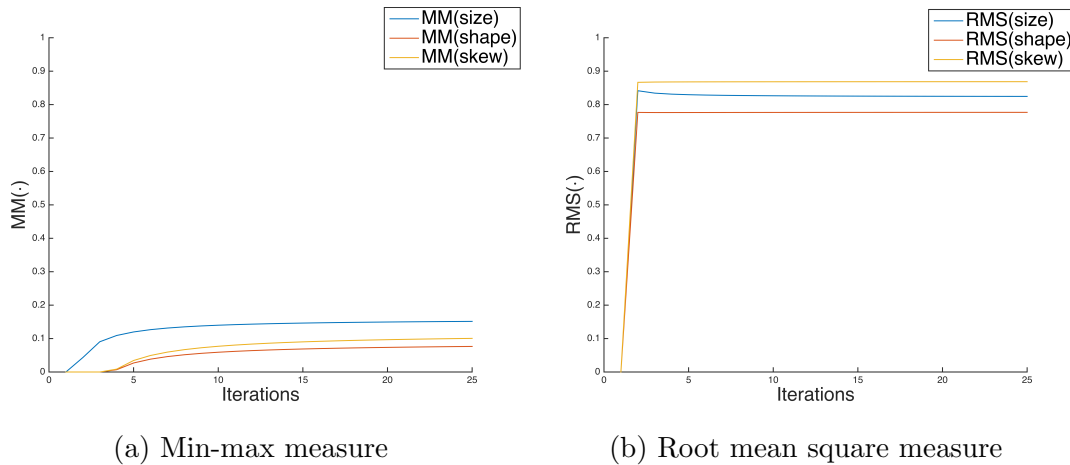 MM(size)
MM(shape)
MM(skew)
1
0.9
0.8
0.7
0.6
0.5
0.4
0.3
0.2
0.1
0
MM(·)
0 5 10 15 20 25
Iterations
(a) Min-max measure
RMS(size)
RMS(shape)
RMS(skew)
1
0.9
0.8
0.7
0.6
0.5
0.4
0.3
0.2
0.1
0
RMS(·)
0 5 10 15 20 25
Iterations
(b) Root mean square measure